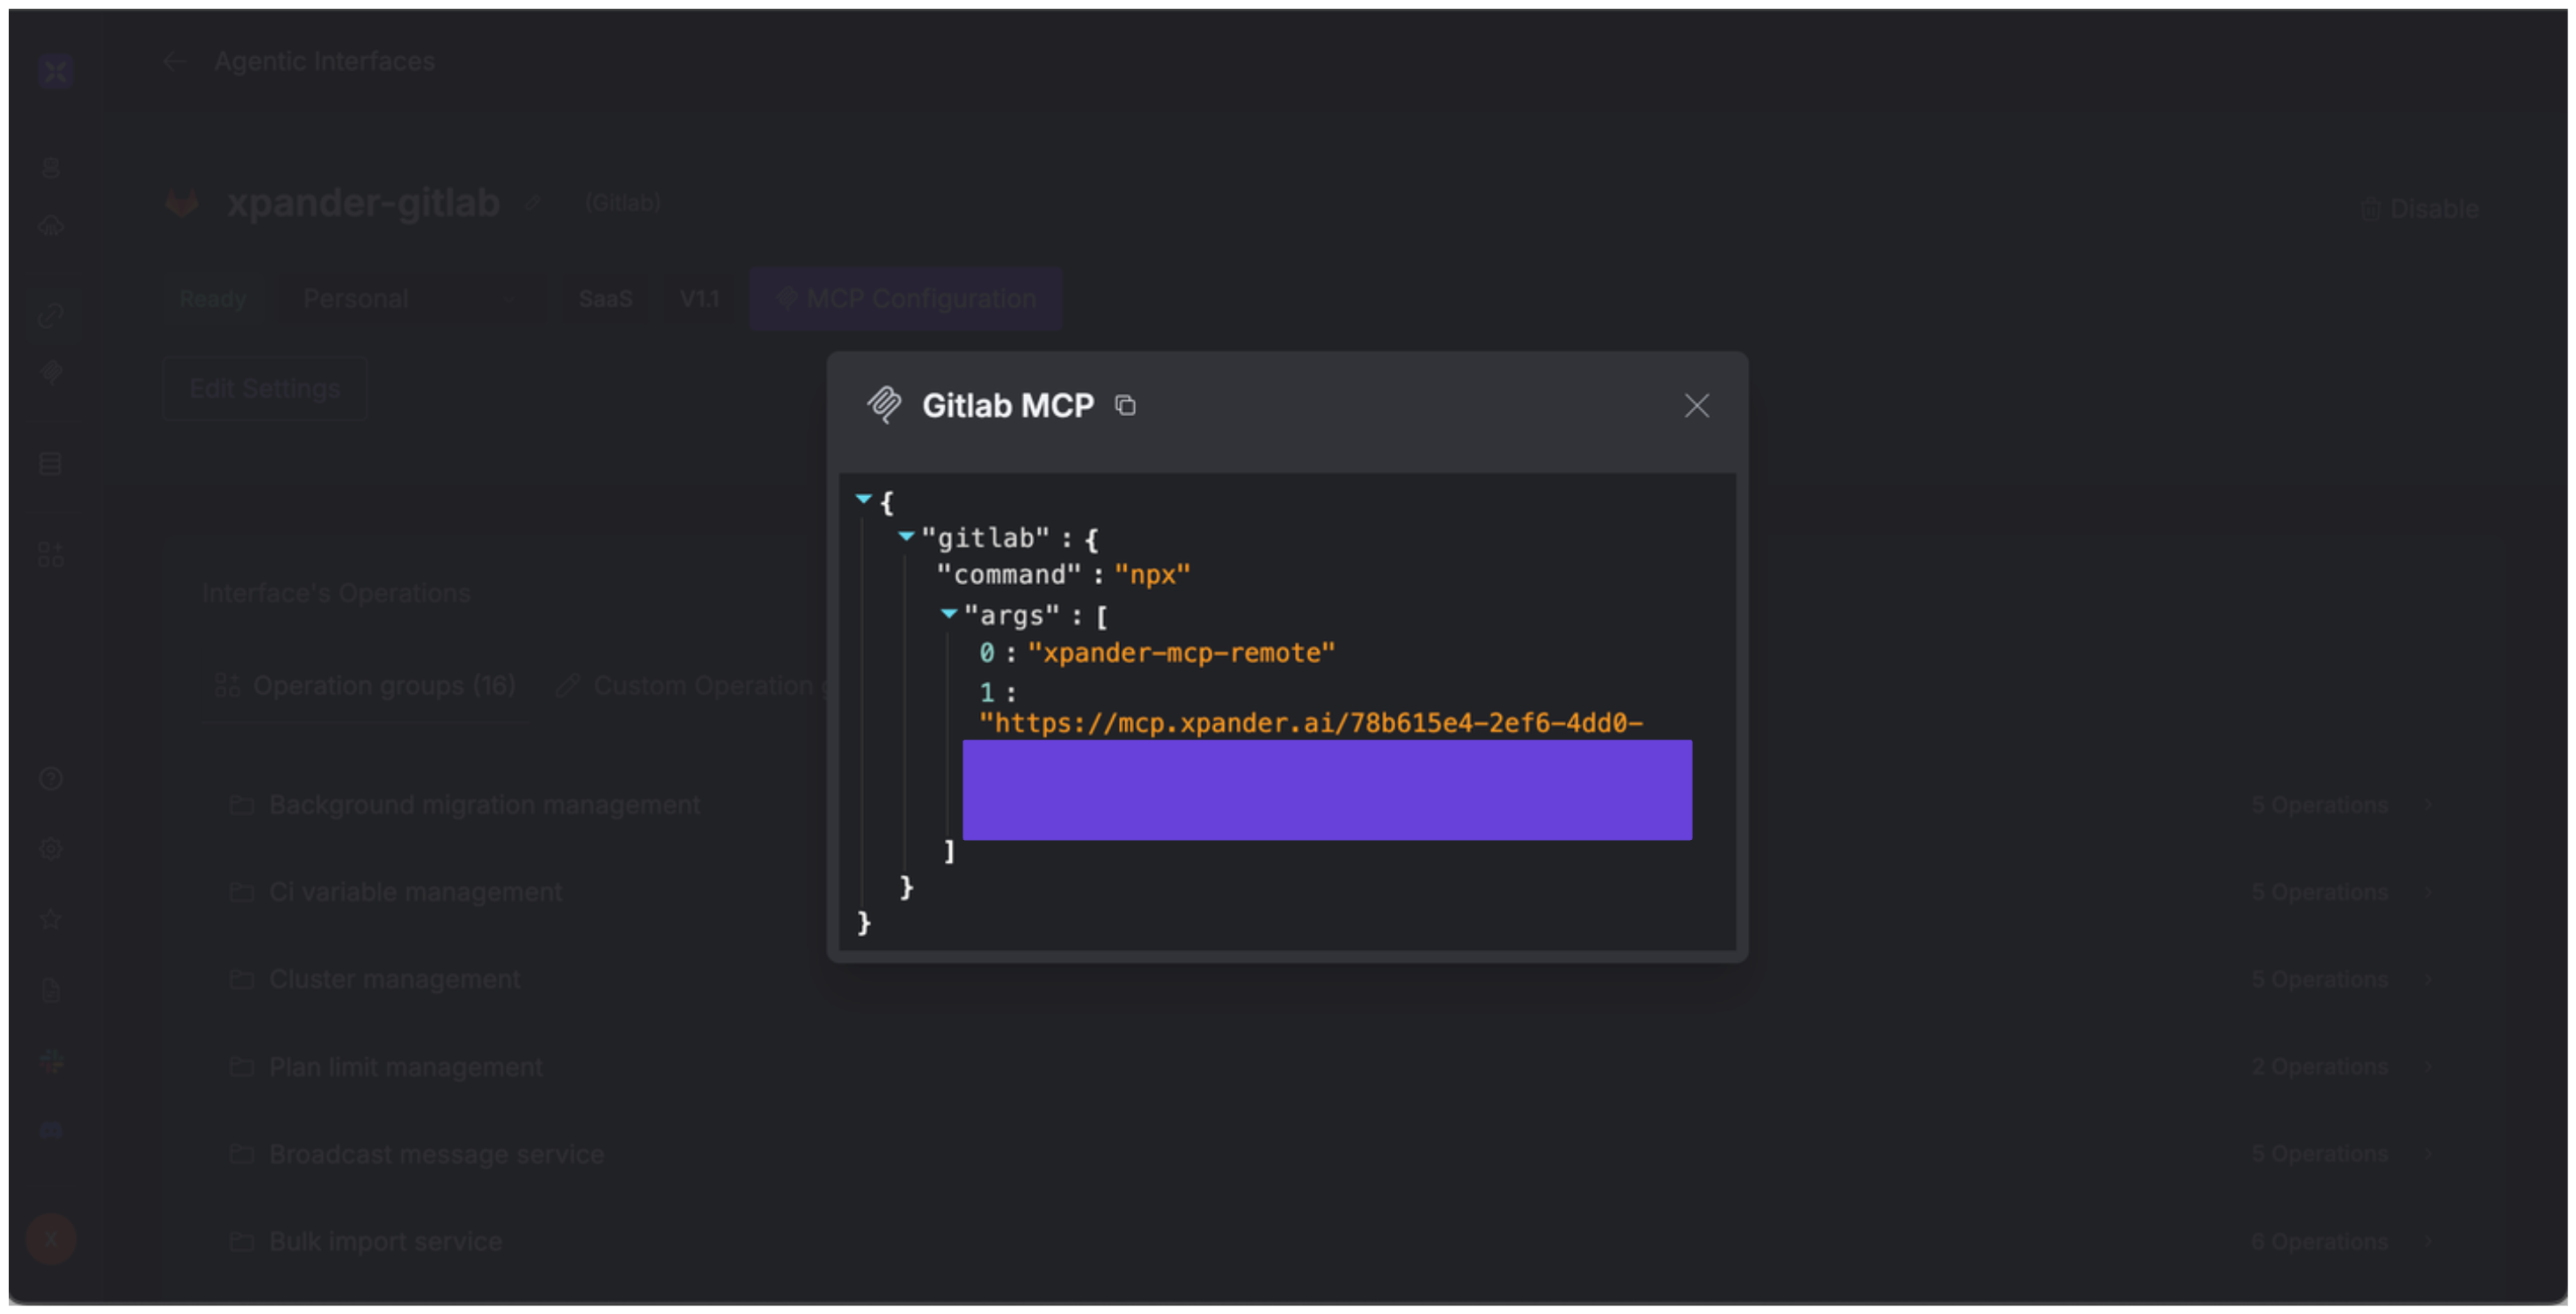 Agentic Interfaces
xpander-gitlab (Gitlab)
Disable
Ready Personal SaaS V1.1 MCP Configuration
Edit Settings
Gitlab MCP
{
"gitlab" : {
"command" : "npx"
"args" : [
0 : "xpander-mcp-remote"
1 :
"https://mcp.xpander.ai/78b615e4-2ef6-4dd0-
]
}
}
Interface's Operations
Operation groups (16) Custom Operation g
Background migration management 5 Operations
Ci variable management 5 Operations
Cluster management 5 Operations
Plan limit management 2 Operations
Broadcast message service 5 Operations
Bulk import service 6 Operations
X